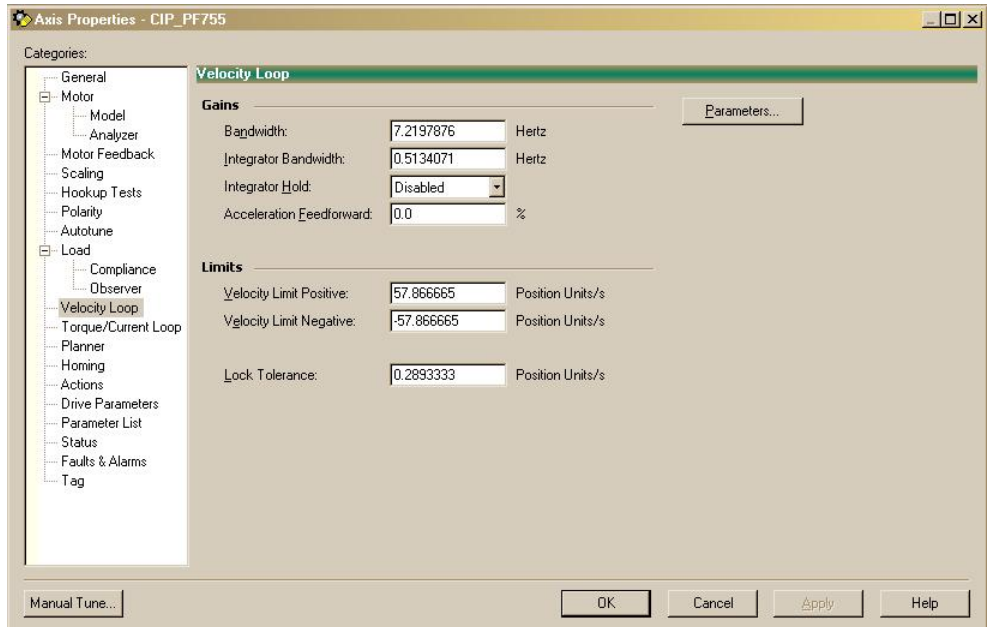 Axis Properties - CIP_PF755
Categories:
General
Motor
Model
Analyzer
Motor Feedback
Scaling
Hookup Tests
Polarity
Autotune
Load
Compliance
Observer
Velocity Loop
Torque/Current Loop
Planner
Homing
Actions
Drive Parameters
Parameter List
Status
Faults & Alarms
Tag
Velocity Loop
Gains
Parameters...
Bandwidth: 7.2197876 Hertz
Integrator Bandwidth: 0.5134071 Hertz
Integrator Hold: Disabled
Acceleration Feedforward: 0.0 %
Limits
Velocity Limit Positive: 57.866665 Position Units/s
Velocity Limit Negative: -57.866665 Position Units/s
Lock Tolerance: 0.2893333 Position Units/s
Manual Tune... OK Cancel Apply Help